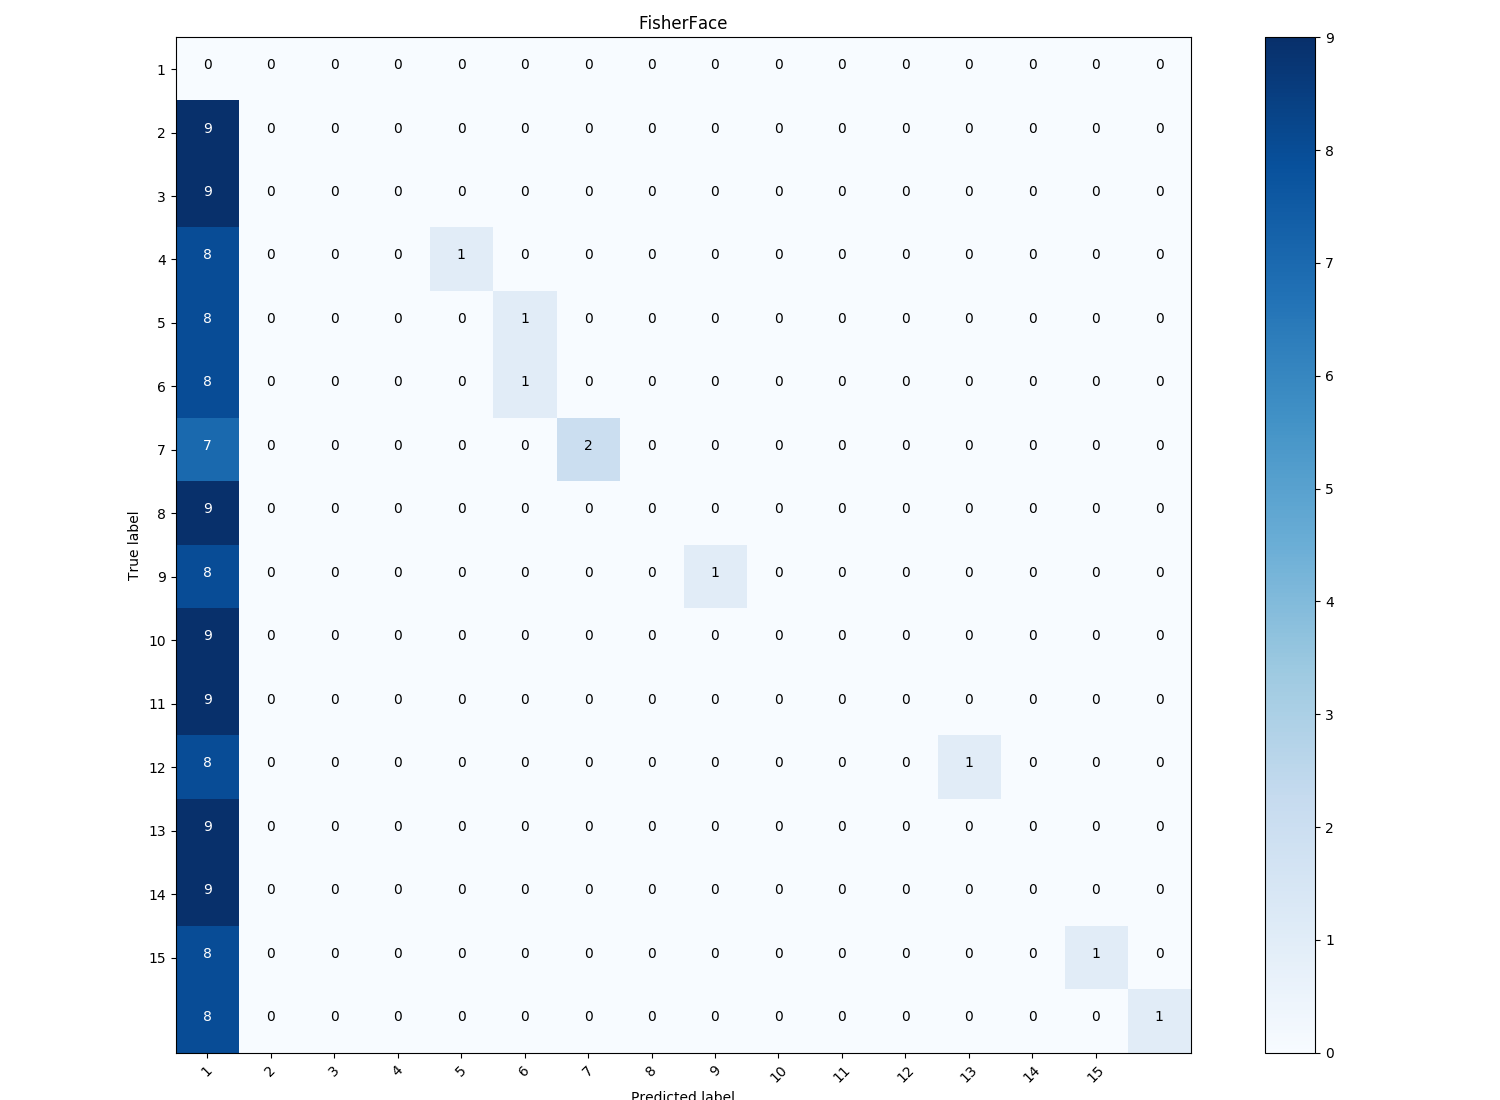 FisherFace
1 0 0 0 0 0 0 0 0 0 0 0 0 0 0 0 0
2 9 0 0 0 0 0 0 0 0 0 0 0 0 0 0 0
3 9 0 0 0 0 0 0 0 0 0 0 0 0 0 0 0
4 8 0 0 0 1 0 0 0 0 0 0 0 0 0 0 0
5 8 0 0 0 0 1 0 0 0 0 0 0 0 0 0 0
6 8 0 0 0 0 1 0 0 0 0 0 0 0 0 0 0
7 7 0 0 0 0 0 2 0 0 0 0 0 0 0 0 0
8 9 0 0 0 0 0 0 0 0 0 0 0 0 0 0 0
9 8 0 0 0 0 0 0 0 1 0 0 0 0 0 0 0
10 9 0 0 0 0 0 0 0 0 0 0 0 0 0 0 0
11 9 0 0 0 0 0 0 0 0 0 0 0 0 0 0 0
12 8 0 0 0 0 0 0 0 0 0 0 0 1 0 0 0
13 9 0 0 0 0 0 0 0 0 0 0 0 0 0 0 0
14 9 0 0 0 0 0 0 0 0 0 0 0 0 0 0 0
15 8 0 0 0 0 0 0 0 0 0 0 0 0 0 1 0
8 0 0 0 0 0 0 0 0 0 0 0 0 0 0 1
1 2 3 4 5 6 7 8 9 10 11 12 13 14 15
True label
Predicted label
9
8
7
6
5
4
3
2
1
0